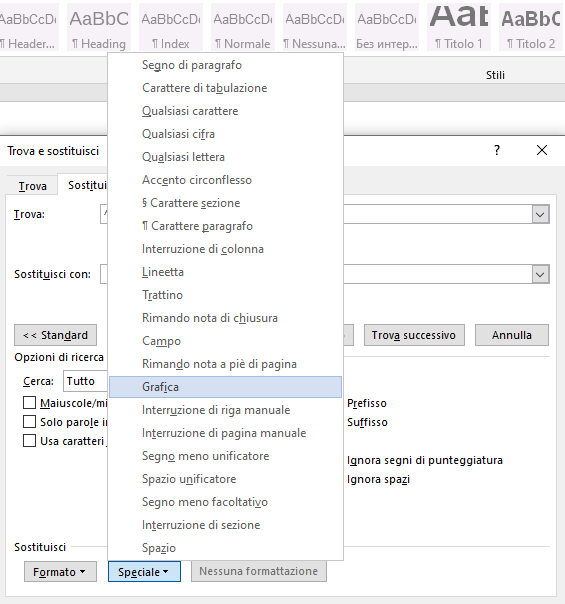 AaBbCcDc AaBbCcD AaBbCcDc AaBbCcDc AaBbCcDc AaBbCcDc AaB AaBbC
¶ Header... ¶ Heading ¶ Index ¶ Normale ¶ Nessuna... Без интер... ¶ Titolo 1 ¶ Titolo 2
Stili
Trova e sostituisci ? ✕
Trova Sostitui
Trova: ^
Sostituisci con:
<< Standard Trova successivo Annulla
Opzioni di ricerca
Cerca: Tutto
Maiuscole/mi Prefisso
Solo parole in Suffisso
Usa caratteri
Ignora segni di punteggiatura
Ignora spazi
Sostituisci
Formato Speciale Nessuna formattazione
Segno di paragrafo
Carattere di tabulazione
Qualsiasi carattere
Qualsiasi cifra
Qualsiasi lettera
Accento circonflesso
§ Carattere sezione
¶ Carattere paragrafo
Interruzione di colonna
Lineetta
Trattino
Rimando nota di chiusura
Campo
Rimando nota a piè di pagina
Grafica
Interruzione di riga manuale
Interruzione di pagina manuale
Segno meno unificatore
Spazio unificatore
Segno meno facoltativo
Interruzione di sezione
Spazio